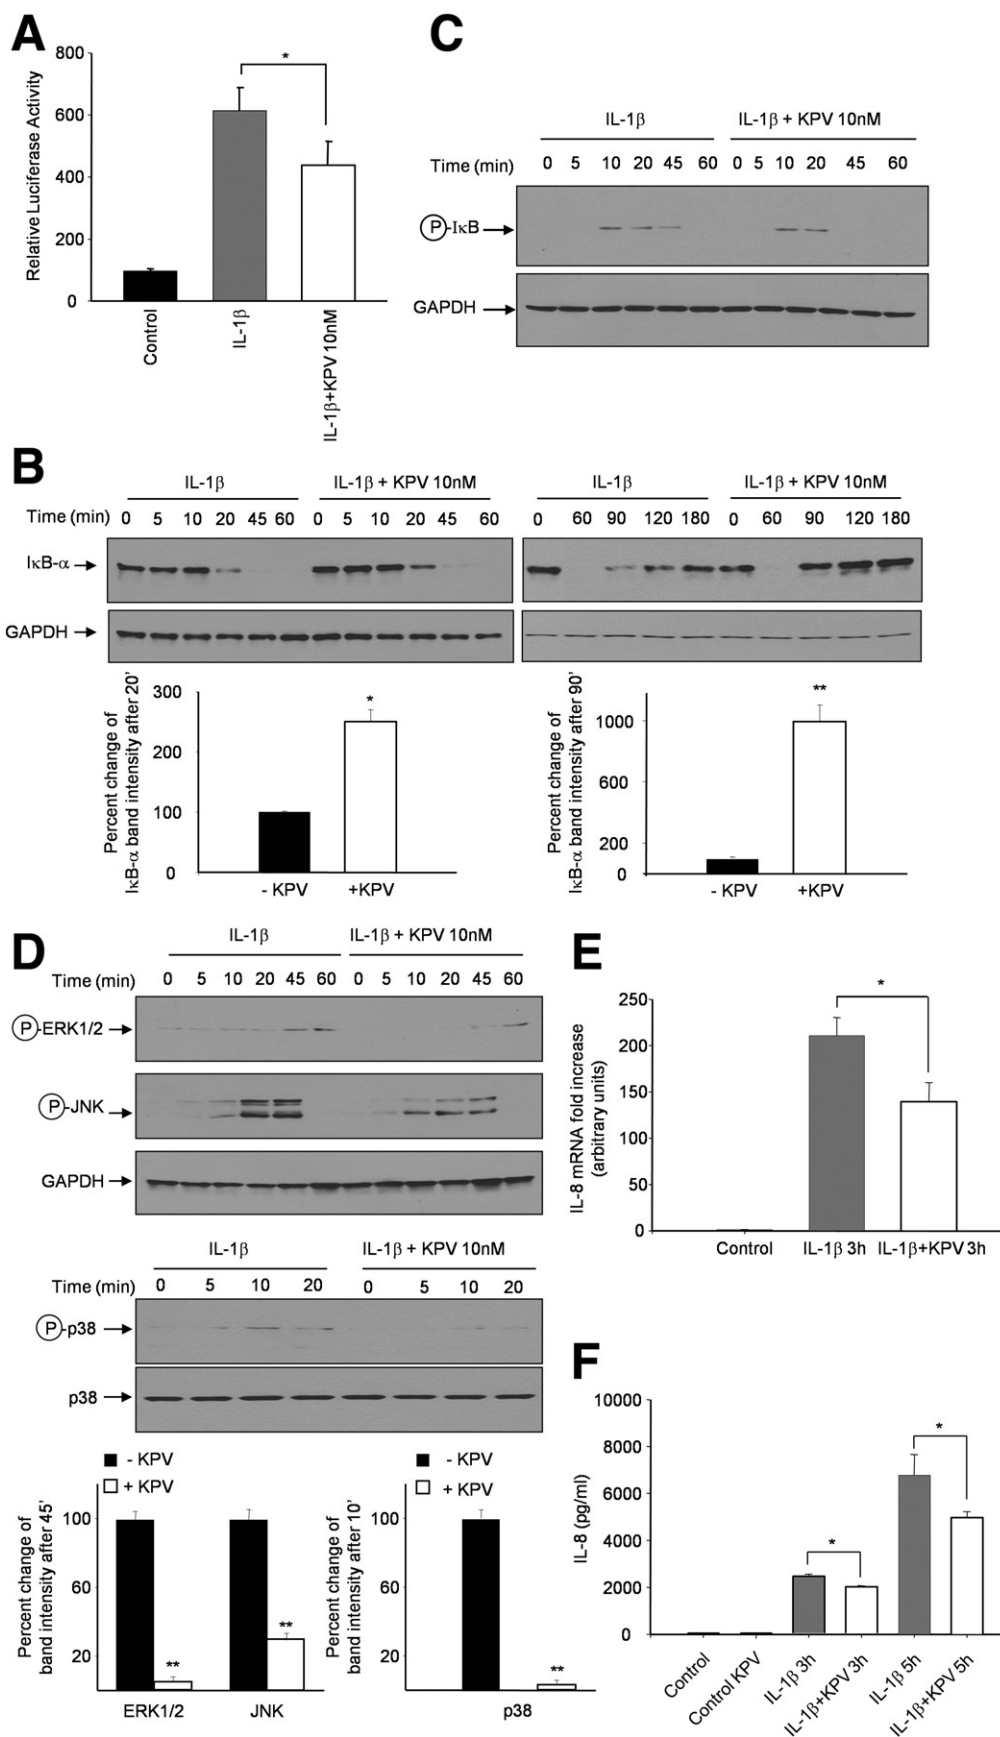 A
Relative Luciferase Activity
800
600
400
200
0
*
Control
IL-1β
IL-1β+KPV 10nM
C
IL-1β
IL-1β + KPV 10nM
Time (min)
0 5 10 20 45 60 0 5 10 20 45 60
P-IκB
GAPDH
B
IL-1β
IL-1β + KPV 10nM
IL-1β
IL-1β + KPV 10nM
Time (min) 0 5 10 20 45 60 0 5 10 20 45 60
0 60 90 120 180 0 60 90 120 180
IκB-α
GAPDH
Percent change of
IκB-α band intensity after 20'
300
200
100
0
*
- KPV +KPV
Percent change of
IκB-α band intensity after 90'
1000
600
200
0
**
- KPV +KPV
D
IL-1β
IL-1β + KPV 10nM
Time (min) 0 5 10 20 45 60 0 5 10 20 45 60
P-ERK1/2
P-JNK
GAPDH
IL-1β
IL-1β + KPV 10nM
Time (min) 0 5 10 20 0 5 10 20
P-p38
p38
- KPV
+ KPV
Percent change of
band intensity after 45'
100
60
20
**
**
ERK1/2
JNK
- KPV
+ KPV
Percent change of
band intensity after 10'
100
60
20
**
p38
E
IL-8 mRNA fold increase
(arbitrary units)
250
200
150
100
50
0
*
Control
IL-1β 3h
IL-1β+KPV 3h
F
IL-8 (pg/ml)
10000
8000
6000
4000
2000
0
*
*
Control
Control KPV
IL-1β 3h
IL-1β+KPV 3h
IL-1β 5h
IL-1β+KPV 5h